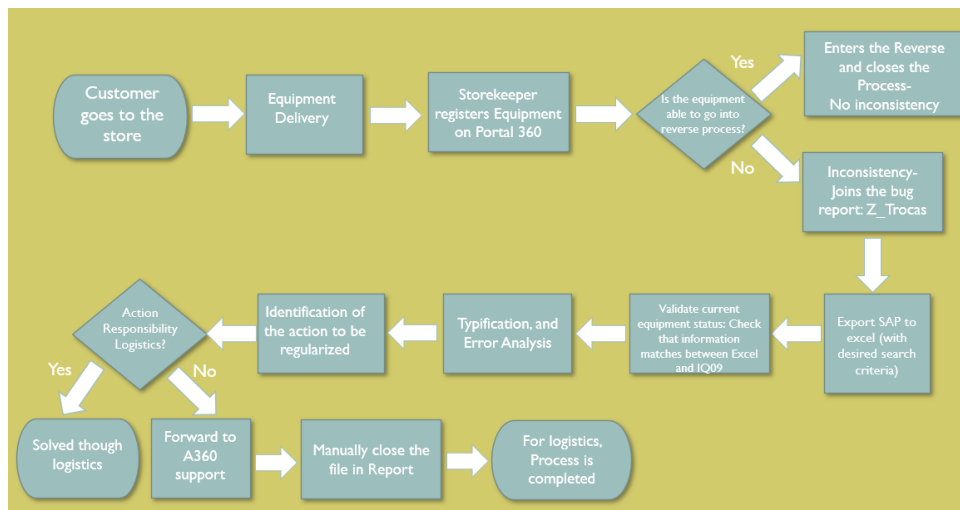 Customer
goes to the
store
Equipment
Delivery
Storekeeper
registers Equipment
on Portal 360
Is the equipment
able to go into
reverse process?
Yes
Enters the Reverse
and closes the
Process-
No inconsistency
No
Inconsistency-
Joins the bug
report: Z_Trocas
Export SAP to
excel (with
desired search
criteria)
Validate current
equipment status: Check
that information
matches between Excel
and IQ09
Typification, and
Error Analysis
Identification of
the action to be
regularized
Action
Responsibility
Logistics?
Yes
No
Solved though
logistics
Forward to
A360
support
Manually close the
file in Report
For logistics,
Process is
completed